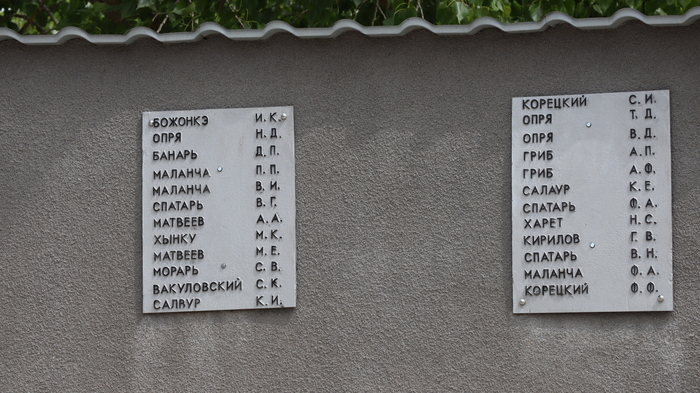 БОЖОНКЭ И. К.
ОПРЯ Н. Д.
БАНАРЬ Д. П.
МАЛАНЧА П. П.
МАЛАНЧА В. И.
СПАТАРЬ В. Г.
МАТВЕЕВ А. А.
ХЫНКУ М. К.
МАТВЕЕВ М. Е.
МОРАРЬ С. В.
ВАКУЛОВСКИЙ С. К.
САЛВУР К. И.
КОРЕЦКИЙ С. И.
ОПРЯ Т. Д.
ОПРЯ В. Д.
ГРИБ А. П.
ГРИБ А. Ф.
САЛАУР К. Е.
СПАТАРЬ Ф. А.
ХАРЕТ Н. С.
КИРИЛОВ Г. В.
СПАТАРЬ В. Н.
МАЛАНЧА Ф. А.
КОРЕЦКИЙ Ф. Ф.